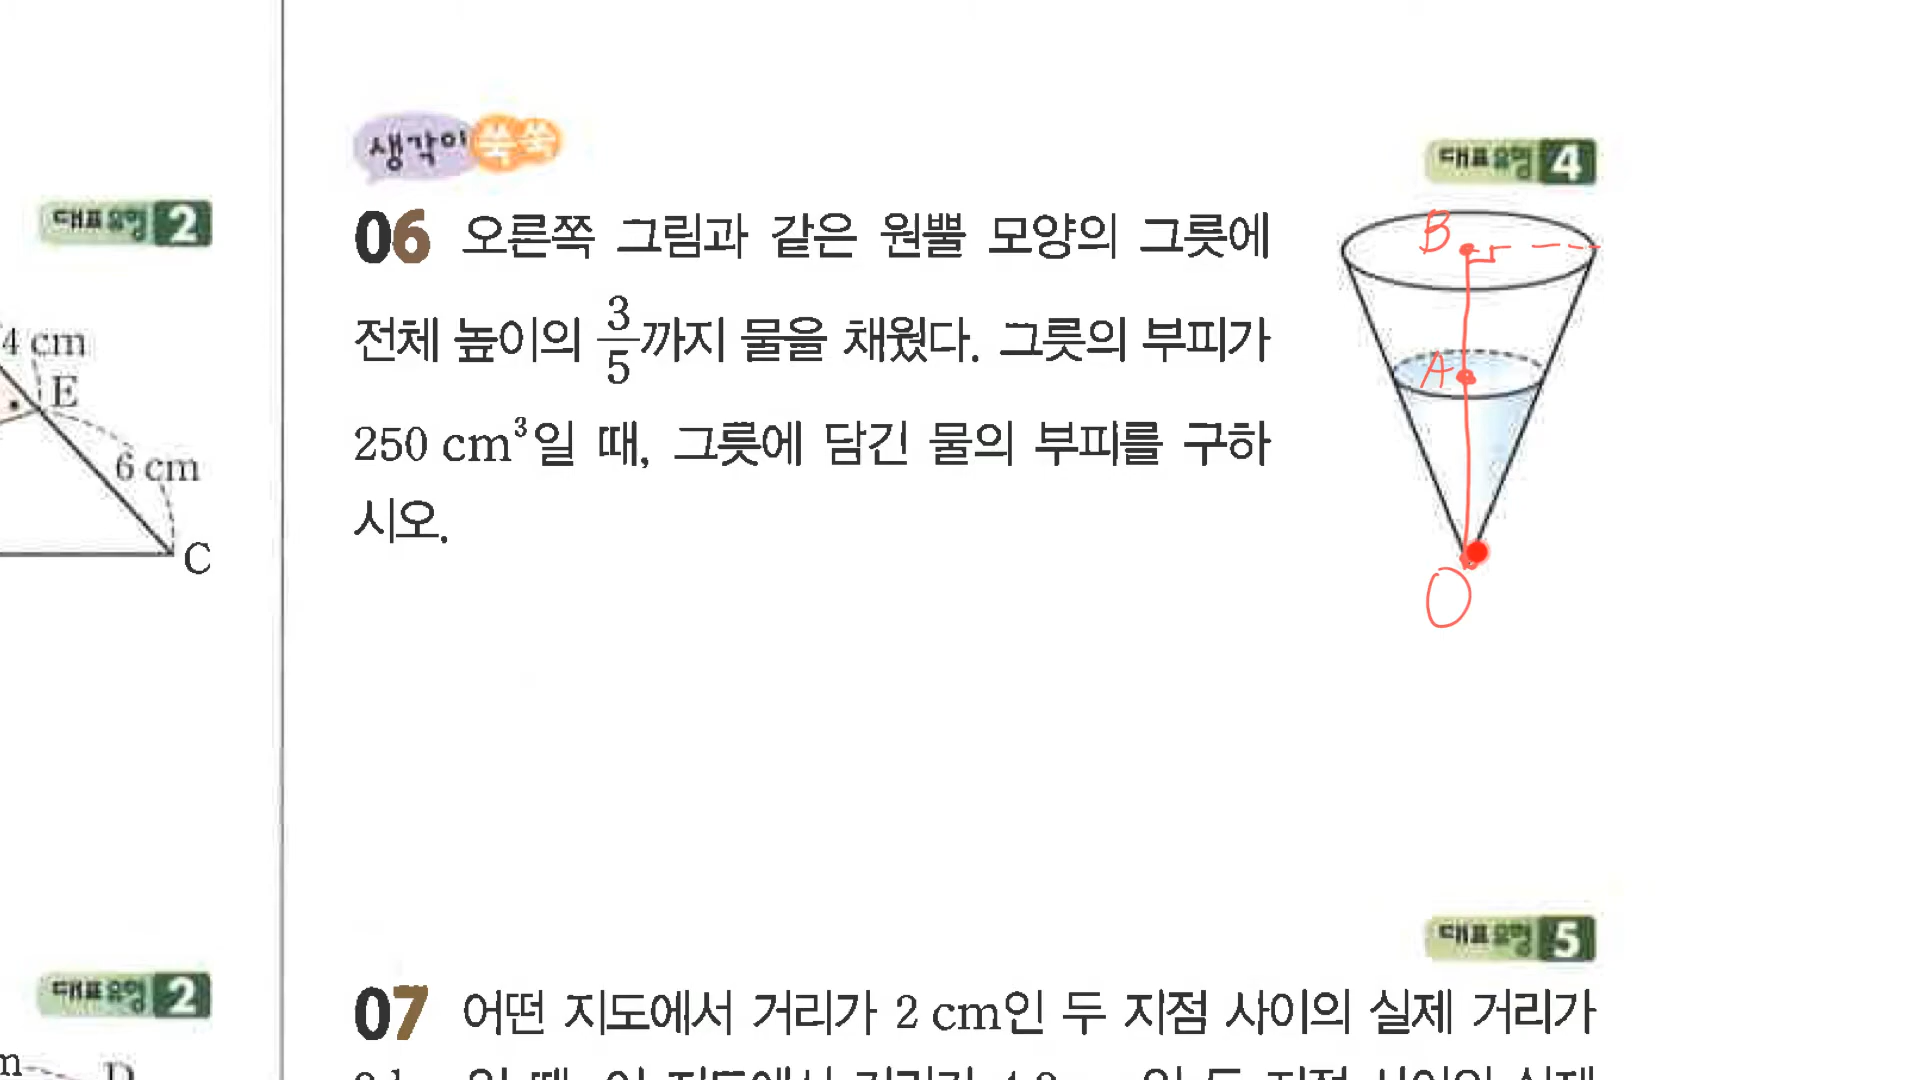 생각이 쑥쑥
대표유형 4
06 오른쪽 그림과 같은 원뿔 모양의 그릇에
전체 높이의 3/5까지 물을 채웠다. 그릇의 부피가
250 cm³일 때, 그릇에 담긴 물의 부피를 구하
시오.
B
A
O
대표유형 2
4 cm
E
6 cm
C
대표유형 2
D
대표유형 5
07 어떤 지도에서 거리가 2 cm인 두 지점 사이의 실제 거리가